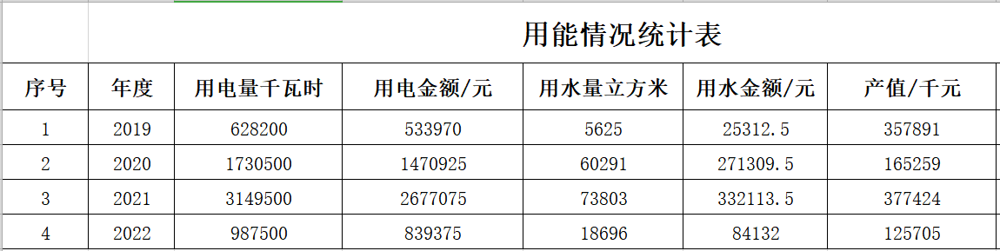 用能情况统计表
序号 年度 用电量千瓦时 用电金额/元 用水量立方米 用水金额/元 产值/千元
1 2019 628200 533970 5625 25312.5 357891
2 2020 1730500 1470925 60291 271309.5 165259
3 2021 3149500 2677075 73803 332113.5 377424
4 2022 987500 839375 18696 84132 125705